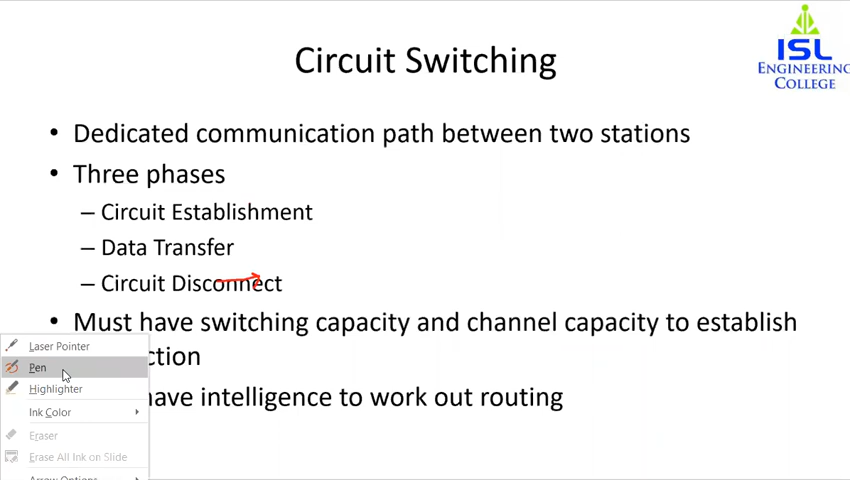 Circuit Switching
ISL
ENGINEERING
COLLEGE
• Dedicated communication path between two stations
• Three phases
– Circuit Establishment
– Data Transfer
– Circuit Disconnect
• Must have switching capacity and channel capacity to establish
ction
have intelligence to work out routing
Laser Pointer
Pen
Highlighter
Ink Color
Eraser
Erase All Ink on Slide
Arrow Options